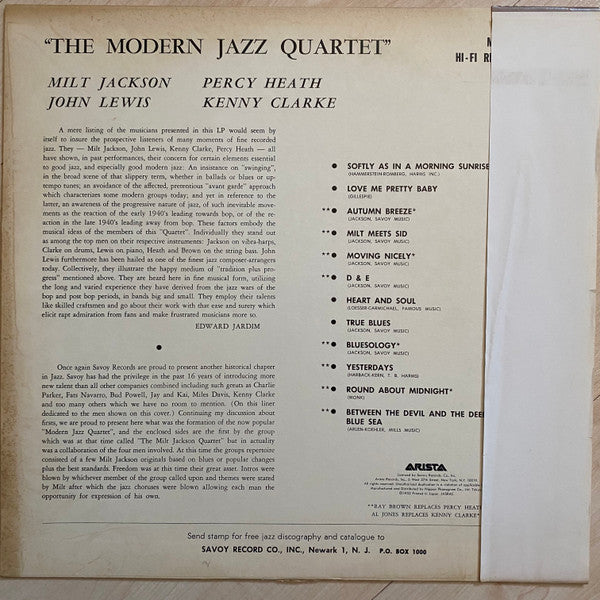 "THE MODERN JAZZ QUARTET"
MILT JACKSON PERCY HEATH
JOHN LEWIS KENNY CLARKE
HI-FI
A mere listing of the musicians presented in this LP would seem by
itself to insure the prospective listeners of many moments of fine recorded
jazz. They — Milt Jackson, John Lewis, Kenny Clarke, Percy Heath — all
have shown, in past performances, their concern for certain elements essential
to good jazz, and especially good modern jazz: An insistance on "swinging",
in the broad scene of that slippery term, whether in ballads or blues or up-
tempo tunes; an avoidance of the affected, pretentious "avant garde" approach
which characterizes some modern groups today; and yet in reference to the
latter, an awareness of the progressive nature of jazz, of such inevitable move-
ments as the reaction of the early 1940's leading towards bop, or of the re-
action in the late 1940's leading away from bop. These factors embody the
musical ideas of the members of this "Quartet". Individually they stand out
as among the top men on their respective instruments: Jackson on vibra-harps,
Clarke on drums, Lewis on piano, Heath and Brown on the string bass. John
Lewis furthermore has been hailed as one of the finest jazz composer-arrangers
today. Collectively, they illustrate the happy medium of "tradition plus pro-
gress" mentioned above. They are heard here in fine musical form, utilizing
the long and varied experience they have derived from the jazz wars of the
bop and post bop periods, in bands big and small. They employ their talents
like skilled craftsmen and go about their work with that ease and surety which
elicit rapt admiration from fans and make frustrated musicians more so.
EDWARD JARDIM
Once again Savoy Records are proud to present another historical chapter
in Jazz. Savoy has had the privilege in the past 16 years of introducing more
new talent than all other companies combined including such greats as Charlie
Parker, Fats Navarro, Bud Powell, Jay and Kai, Miles Davis, Kenny Clarke
and too many others which we have no room to mention. (On this liner
dedicated to the men shown on this cover.) Continuing my discussion about
firsts, we are proud to present here what was the formation of the now popular
"Modern Jazz Quartet", and the enclosed sides are the first by the group
which was at that time called "The Milt Jackson Quartet" but in actuality
was a collaboration of the four men involved. At this time the groups repertoire
consisted of a few Milt Jackson originals based on blues or popular changes
plus the best standards. Freedom was at this time their great asset. Intros were
blown by whichever member of the group called upon and themes were stated
by Milt after which the jazz choruses were blown allowing each man the
opportunity for expression of his own.
● SOFTLY AS IN A MORNING SUNRISE
(HAMMERSTEIN-ROMBERG, HARMS INC.)
● LOVE ME PRETTY BABY
(GILLESPIE)
**● AUTUMN BREEZE*
(JACKSON, SAVOY MUSIC)
**● MILT MEETS SID
(JACKSON, SAVOY MUSIC)
**● MOVING NICELY*
(JACKSON, SAVOY MUSIC)
**● D & E
(JACKSON, SAVOY MUSIC)
● HEART AND SOUL
(LOESSER-CARMICHAEL, FAMOUS MUSIC)
● TRUE BLUES
(JACKSON, SAVOY MUSIC)
**● BLUESOLOGY*
(JACKSON, SAVOY MUSIC)
**● YESTERDAYS
(HARBACK-KERN, T. B. HARMS)
**● ROUND ABOUT MIDNIGHT*
(MONK)
**● BETWEEN THE DEVIL AND THE DEEP
BLUE SEA
(ARLEN-KOEHLER, MILLS MUSIC)
ARISTA
Licensed by Savoy Record Co., Inc.
*RAY BROWN REPLACES PERCY HEATH
AL JONES REPLACES KENNY CLARKE
Send stamp for free jazz discography and catalogue to
SAVOY RECORD CO., INC., Newark 1, N. J. P.O. BOX 1000